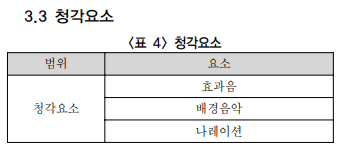 3.3 청각요소
<표 4> 청각요소
범위 요소
효과음
청각요소 배경음악
나레이션